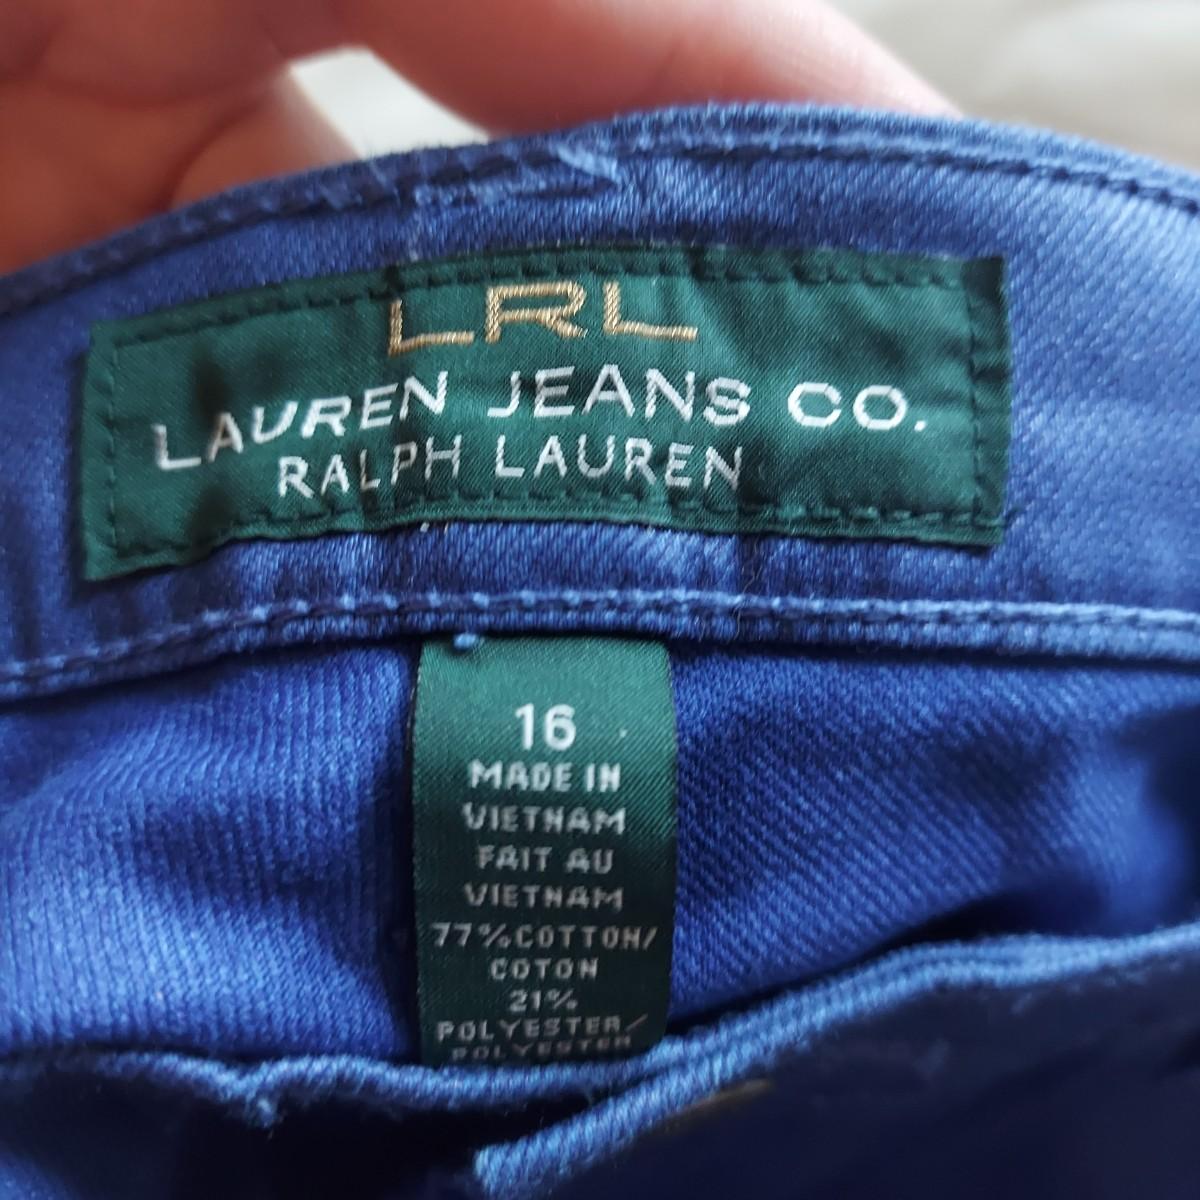 LRL
LAUREN JEANS CO.
RALPH LAUREN
16
MADE IN
VIETNAM
FAIT AU
VIETNAM
77%COTTON/
COTON
21%
POLYESTER/
POLYESTER